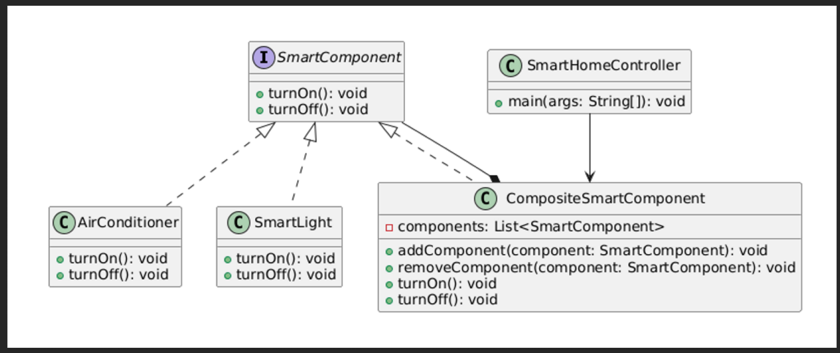 I SmartComponent
turnOn(): void
turnOff(): void
C SmartHomeController
main(args: String[]): void
C AirConditioner
turnOn(): void
turnOff(): void
C SmartLight
turnOn(): void
turnOff(): void
C CompositeSmartComponent
components: List<SmartComponent>
addComponent(component: SmartComponent): void
removeComponent(component: SmartComponent): void
turnOn(): void
turnOff(): void